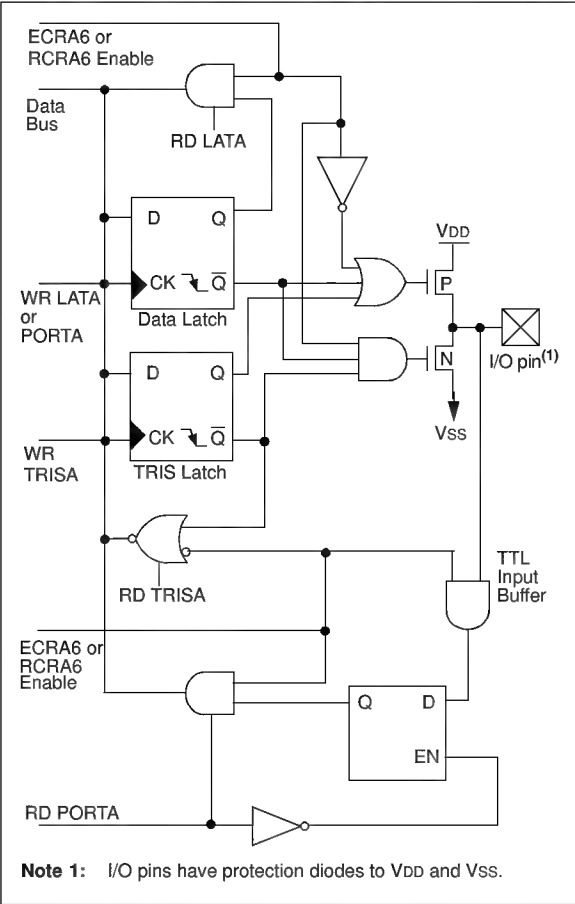 ECRA6 or
RCRA6 Enable
Data
Bus
RD LATA
VDD
D Q
P
CK Q
WR LATA
or
PORTA
Data Latch
I/O pin(1)
N
D Q
VSS
CK Q
WR
TRISA
TRIS Latch
TTL
Input
Buffer
RD TRISA
ECRA6 or
RCRA6
Enable
Q D
EN
RD PORTA
Note 1: I/O pins have protection diodes to VDD and VSS.